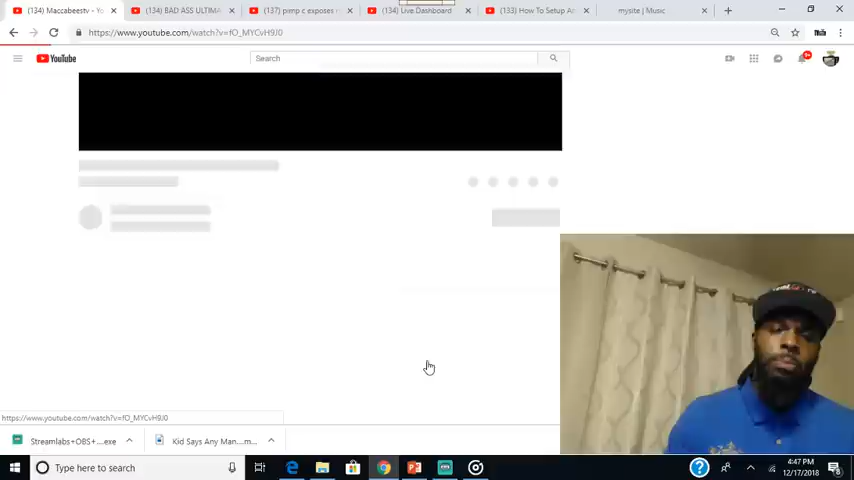 (134) Maccabeestv - Yo
(134) BAD ASS ULTIMA
(137) pimp c exposes n
(134) Live Dashboard
(133) How To Setup An
mysite | Music
https://www.youtube.com/watch?v=fO_MYCvH9J0
YouTube
Search
9+
https://www.youtube.com/watch?v=fO_MYCvH9J0
Streamlabs+OBS+....exe
Kid Says Any Man....m...
Type here to search
4:47 PM
12/17/2018
8